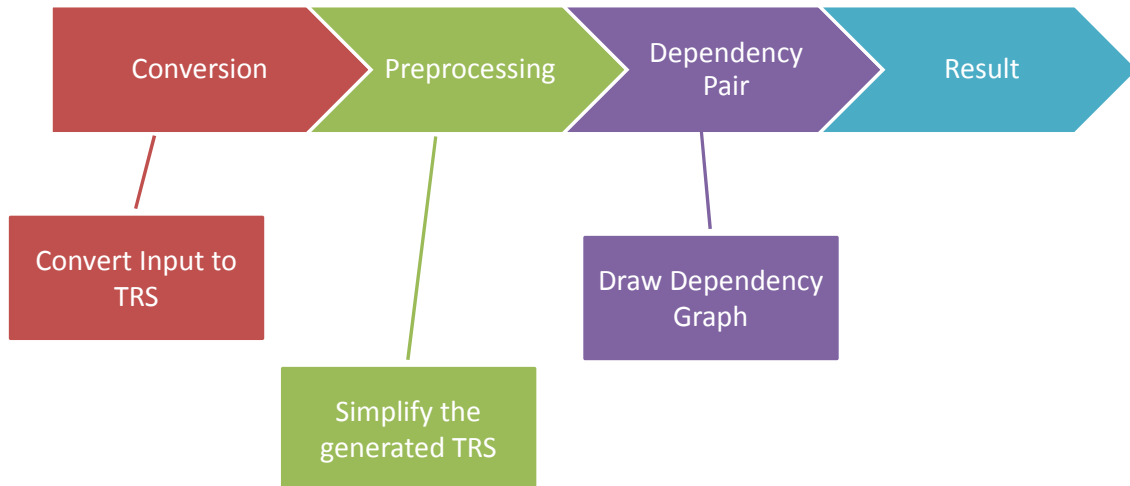 Conversion
Preprocessing
Dependency
Pair
Result
Convert Input to
TRS
Draw Dependency
Graph
Simplify the
generated TRS